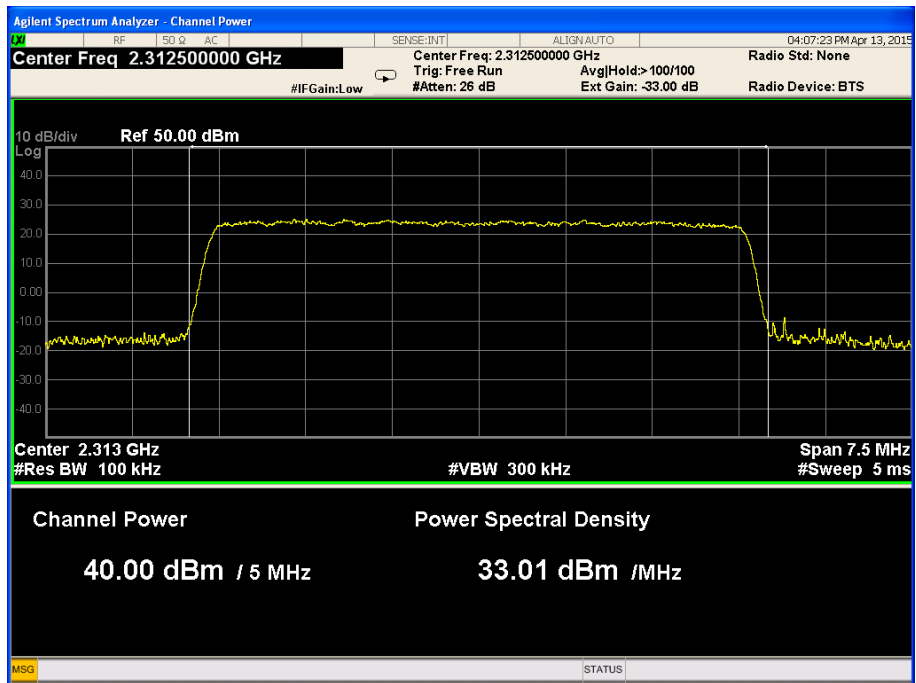 Agilent Spectrum Analyzer - Channel Power
LXI RF 50 Ω AC SENSE:INT ALIGN AUTO 04:07:23 PM Apr 13, 2015
Center Freq 2.312500000 GHz
Center Freq: 2.312500000 GHz
Radio Std: None
Trig: Free Run
Avg|Hold:>100/100
#IFGain:Low
#Atten: 26 dB
Ext Gain: -33.00 dB
Radio Device: BTS
10 dB/div
Ref 50.00 dBm
Log
40.0
30.0
20.0
10.0
0.00
-10.0
-20.0
-30.0
-40.0
Center 2.313 GHz
Span 7.5 MHz
#Res BW 100 kHz
#VBW 300 kHz
#Sweep 5 ms
Channel Power
Power Spectral Density
40.00 dBm / 5 MHz
33.01 dBm /MHz
MSG
STATUS